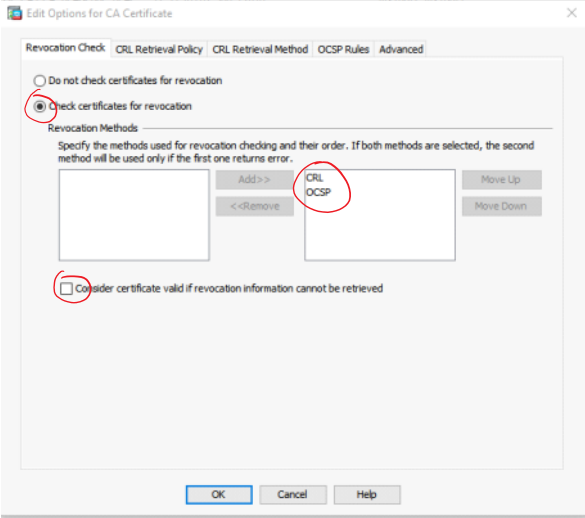 Edit Options for CA Certificate
Revocation Check CRL Retrieval Policy CRL Retrieval Method OCSP Rules Advanced
Do not check certificates for revocation
Check certificates for revocation
Revocation Methods
Specify the methods used for revocation checking and their order. If both methods are selected, the second
method will be used only if the first one returns error.
Add>>
<<Remove
CRL
OCSP
Move Up
Move Down
Consider certificate valid if revocation information cannot be retrieved
OK Cancel Help